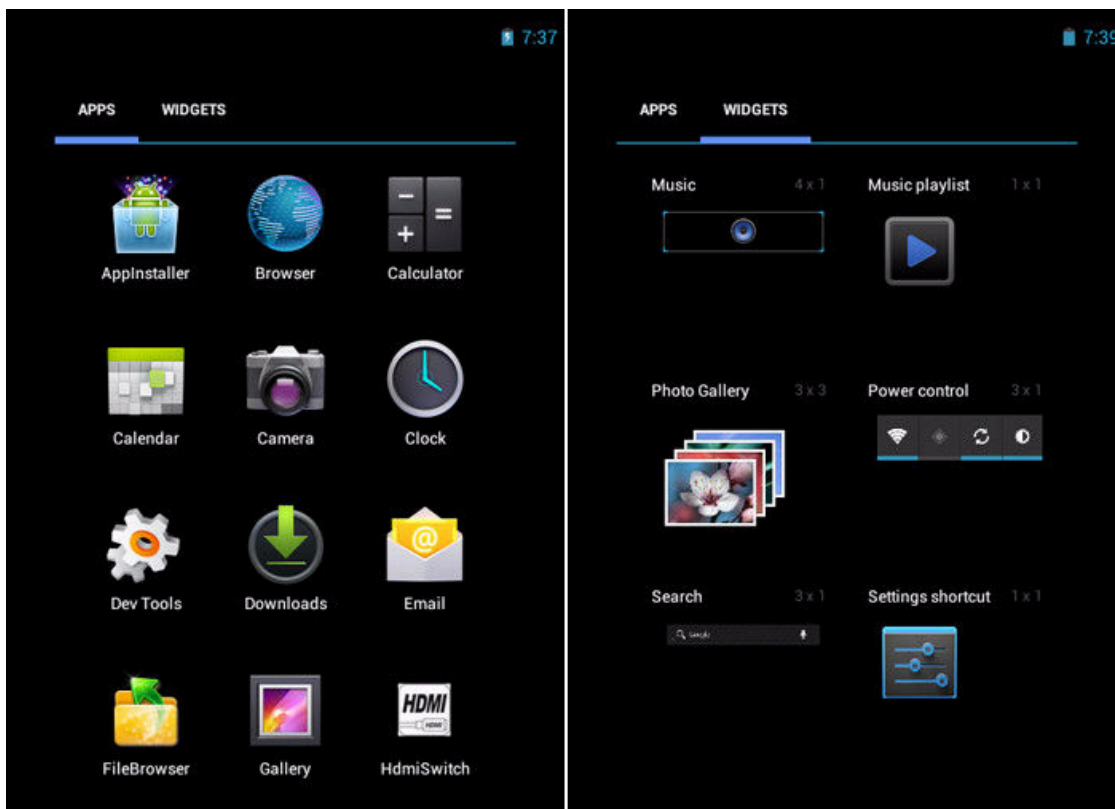 7:37
APPS WIDGETS
AppInstaller Browser Calculator
Calendar Camera Clock
@
Dev Tools Downloads Email
HDMI
HDMI
FileBrowser Gallery HdmiSwitch
7:39
APPS WIDGETS
Music 4 x 1 Music playlist 1 x 1
Photo Gallery 3 x 3 Power control 3 x 1
Search 3 x 1 Settings shortcut 1 x 1
Google